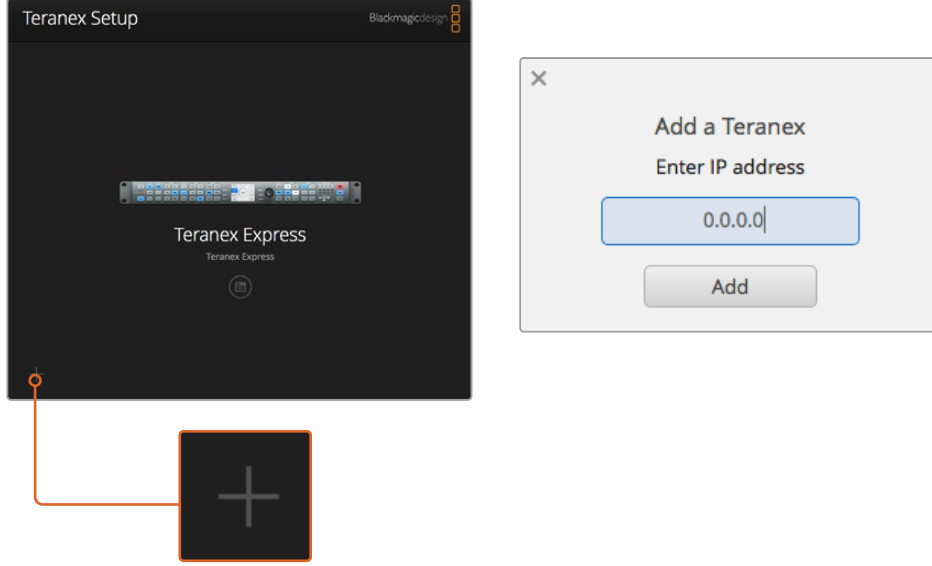 Teranex Setup
Blackmagicdesign
Teranex Express
Teranex Express
Add a Teranex
Enter IP address
0.0.0.0
Add